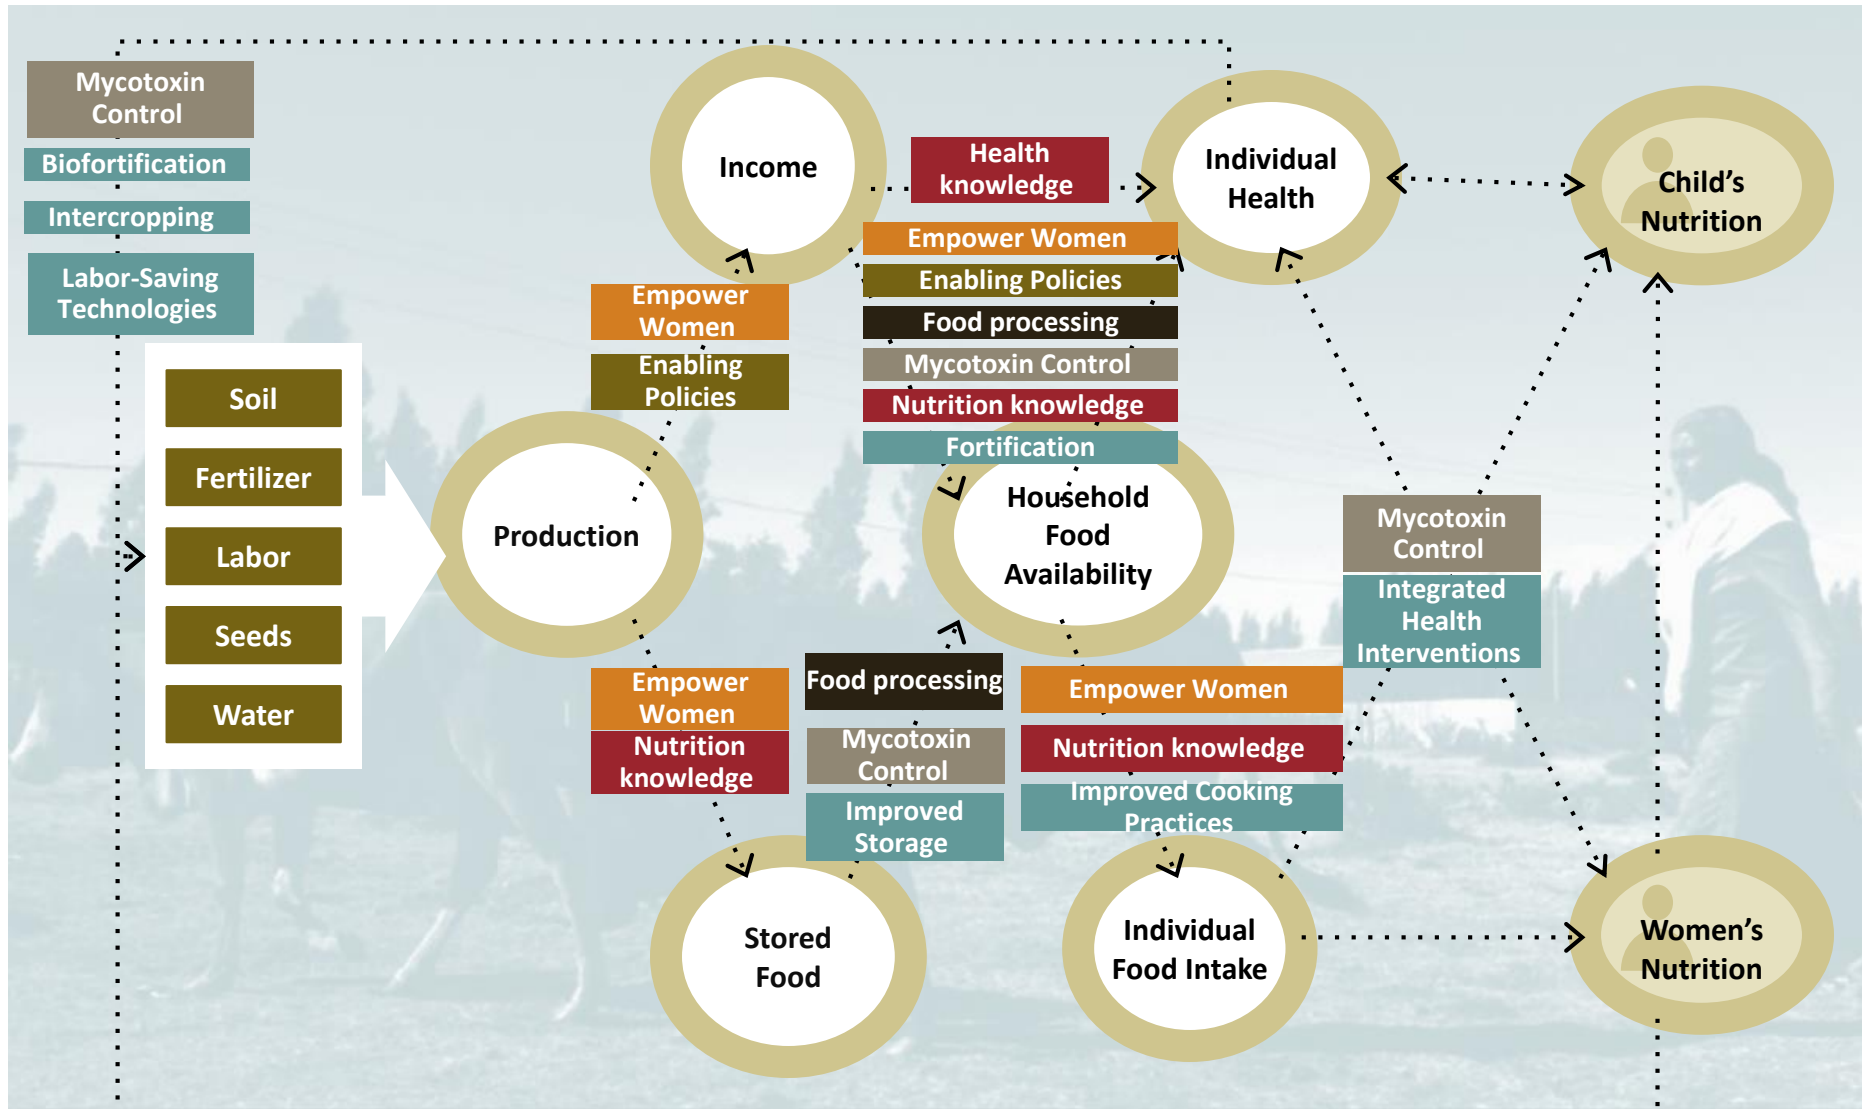 Mycotoxin
Control
Biofortification
Intercropping
Labor-Saving
Technologies
Soil
Fertilizer
Labor
Seeds
Water
Production
Empower
Women
Enabling
Policies
Income
Empower
Women
Nutrition
knowledge
Stored
Food
Health
knowledge
Empower Women
Enabling Policies
Food processing
Mycotoxin Control
Nutrition knowledge
Fortification
Household
Food
Availability
Food processing
Mycotoxin
Control
Improved
Storage
Empower Women
Nutrition knowledge
Improved Cooking
Practices
Individual
Food Intake
Individual
Health
Mycotoxin
Control
Integrated
Health
Interventions
Child’s
Nutrition
Women’s
Nutrition